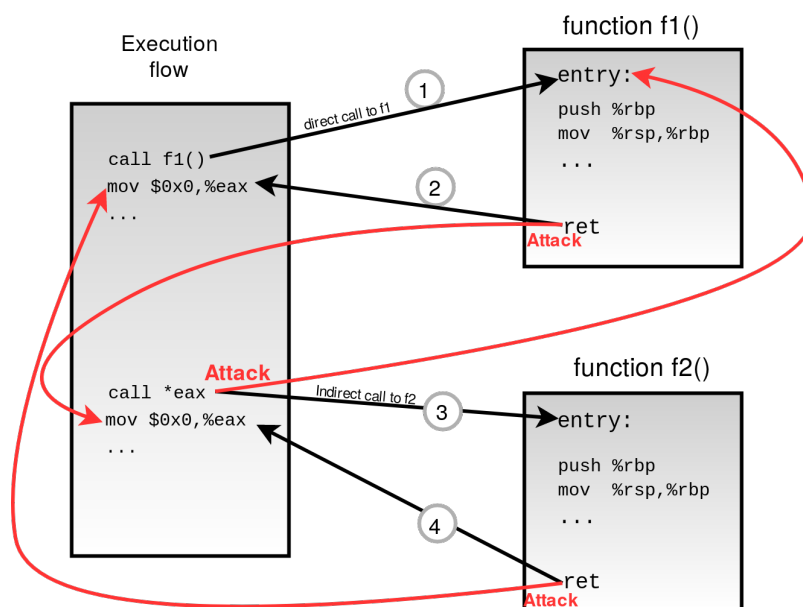 Execution
flow
call f1()
mov $0x0,%eax
...
Attack
call *eax
mov $0x0,%eax
...
1
direct call to f1
2
Indirect call to f2
3
4
function f1()
entry:
push %rbp
mov %rsp,%rbp
...
ret
Attack
function f2()
entry:
push %rbp
mov %rsp,%rbp
...
ret
Attack